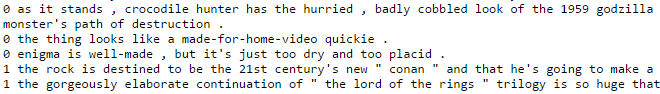 0 as it stands , crocodile hunter has the hurried , badly cobbled look of the 1959 godzilla
monster's path of destruction .
0 the thing looks like a made-for-home-video quickie .
0 enigma is well-made , but it's just too dry and too placid .
1 the rock is destined to be the 21st century's new " conan " and that he's going to make a
1 the gorgeously elaborate continuation of " the lord of the rings " trilogy is so huge that